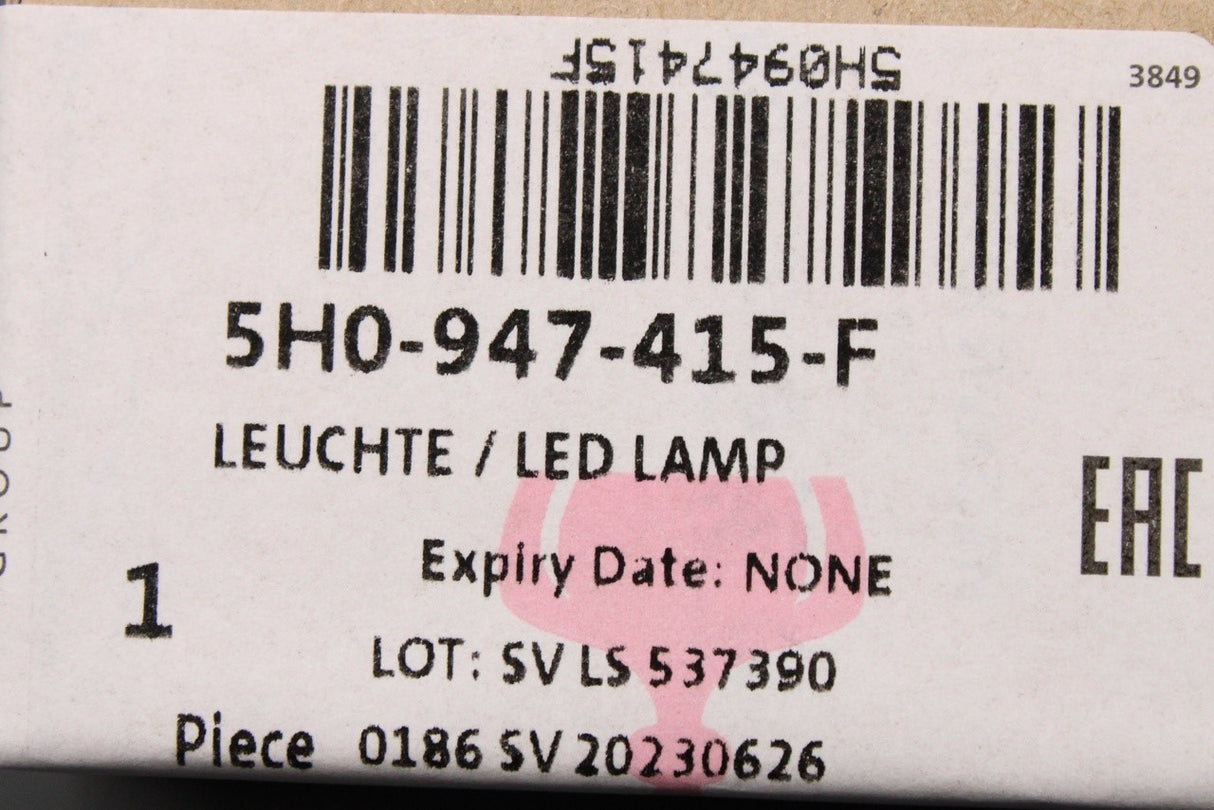 5H0947415F
3849
5H0-947-415-F
LEUCHTE / LED LAMP
EAC
Expiry Date: NONE
1
LOT: SV LS 537390
Piece 0186 SV 20230626
GROUP